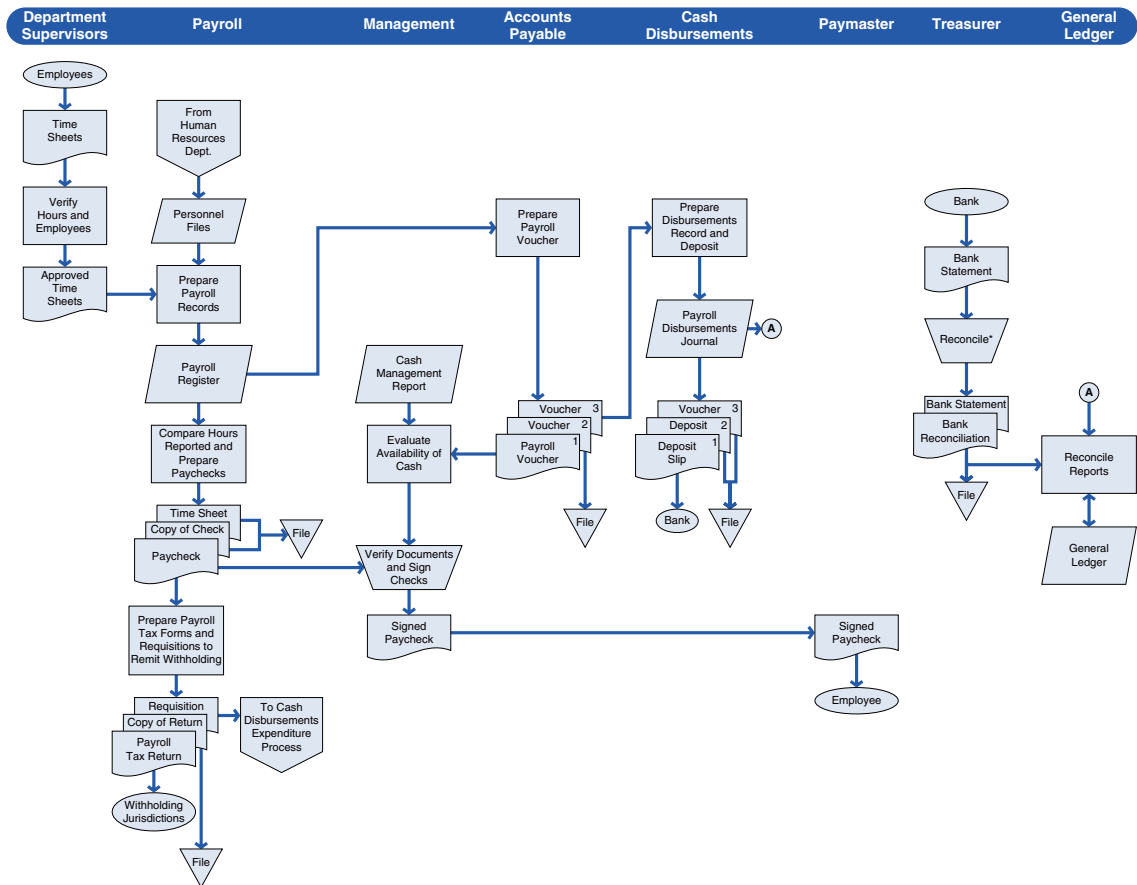 Department
Supervisors
Payroll
Management
Accounts
Payable
Cash
Disbursements
Paymaster
Treasurer
General
Ledger
Employees
Time
Sheets
Verify
Hours and
Employees
Approved
Time
Sheets
From
Human
Resources
Dept.
Personnel
Files
Prepare
Payroll
Records
Payroll
Register
Compare Hours
Reported and
Prepare
Paychecks
Time Sheet
Copy of Check
Paycheck
File
Prepare Payroll
Tax Forms and
Requisitions to
Remit Withholding
Requisition
Copy of Return
Payroll
Tax Return
To Cash
Disbursements
Expenditure
Process
Withholding
Jurisdictions
File
Cash
Management
Report
Evaluate
Availability of
Cash
Verify Documents
and Sign
Checks
Signed
Paycheck
Prepare
Payroll
Voucher
Voucher 3
Voucher 2
Payroll 1
Voucher
File
Prepare
Disbursements
Record and
Deposit
Payroll
Disbursements
Journal
A
Voucher 3
Deposit 2
Deposit 1
Slip
Bank
File
Signed
Paycheck
Employee
Bank
Bank
Statement
Reconcile*
Bank Statement
Bank
Reconciliation
File
A
Reconcile
Reports
General
Ledger